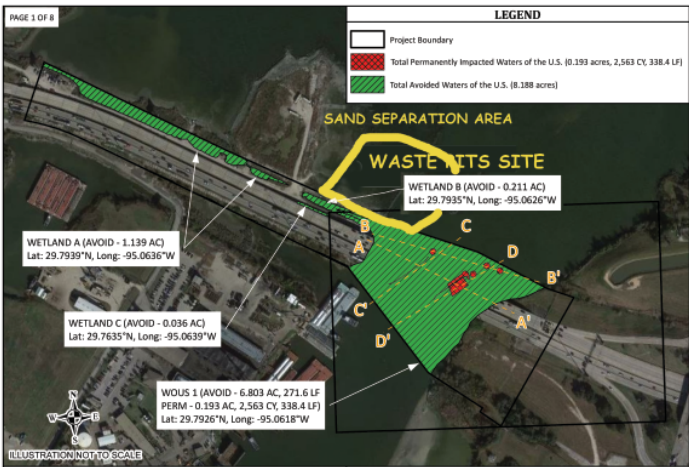 PAGE 1 OF 8
LEGEND
Project Boundary
Total Permanently Impacted Waters of the U.S. (0.193 acres, 2,563 CY, 338.4 LF)
Total Avoided Waters of the U.S. (8.188 acres)
SAND SEPARATION AREA
WASTE PITS SITE
WETLAND B (AVOID - 0.211 AC)
Lat: 29.7935°N, Long: -95.0626°W
B
C
A
D
B'
WETLAND A (AVOID - 1.139 AC)
Lat: 29.7939°N, Long: -95.0636°W
C'
A'
D'
WETLAND C (AVOID - 0.036 AC)
Lat: 29.7635°N, Long: -95.0639°W
WOUS 1 (AVOID - 6.803 AC, 271.6 LF
PERM - 0.193 AC, 2,563 CY, 338.4 LF)
Lat: 29.7926°N, Long: -95.0618°W
N
W E
S
ILLUSTRATION NOT TO SCALE